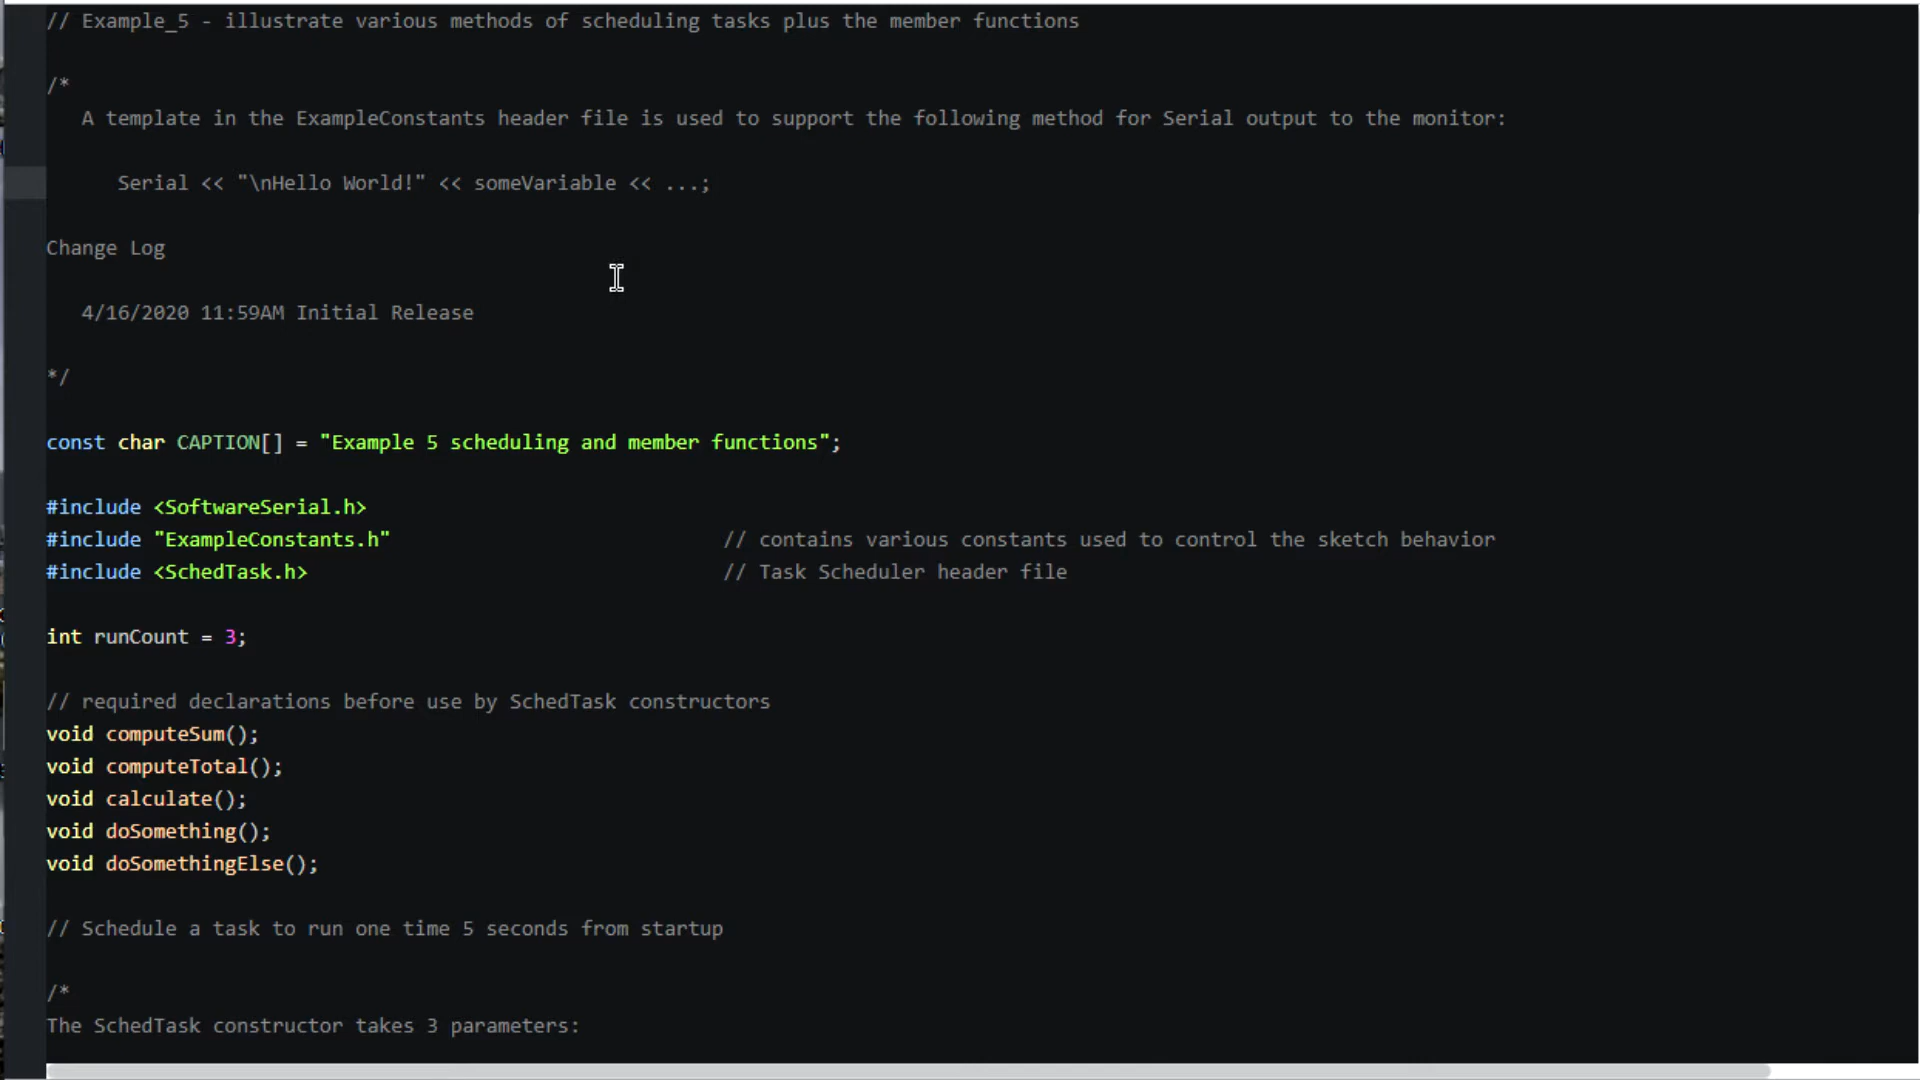 // Example_5 - illustrate various methods of scheduling tasks plus the member functions
/*
A template in the ExampleConstants header file is used to support the following method for Serial output to the monitor:
Serial << "\nHello World!" << someVariable << ...;
Change Log
4/16/2020 11:59AM Initial Release
*/
const char CAPTION[] = "Example 5 scheduling and member functions";
#include <SoftwareSerial.h>
#include "ExampleConstants.h" // contains various constants used to control the sketch behavior
#include <SchedTask.h> // Task Scheduler header file
int runCount = 3;
// required declarations before use by SchedTask constructors
void computeSum();
void computeTotal();
void calculate();
void doSomething();
void doSomethingElse();
// Schedule a task to run one time 5 seconds from startup
/*
The SchedTask constructor takes 3 parameters: